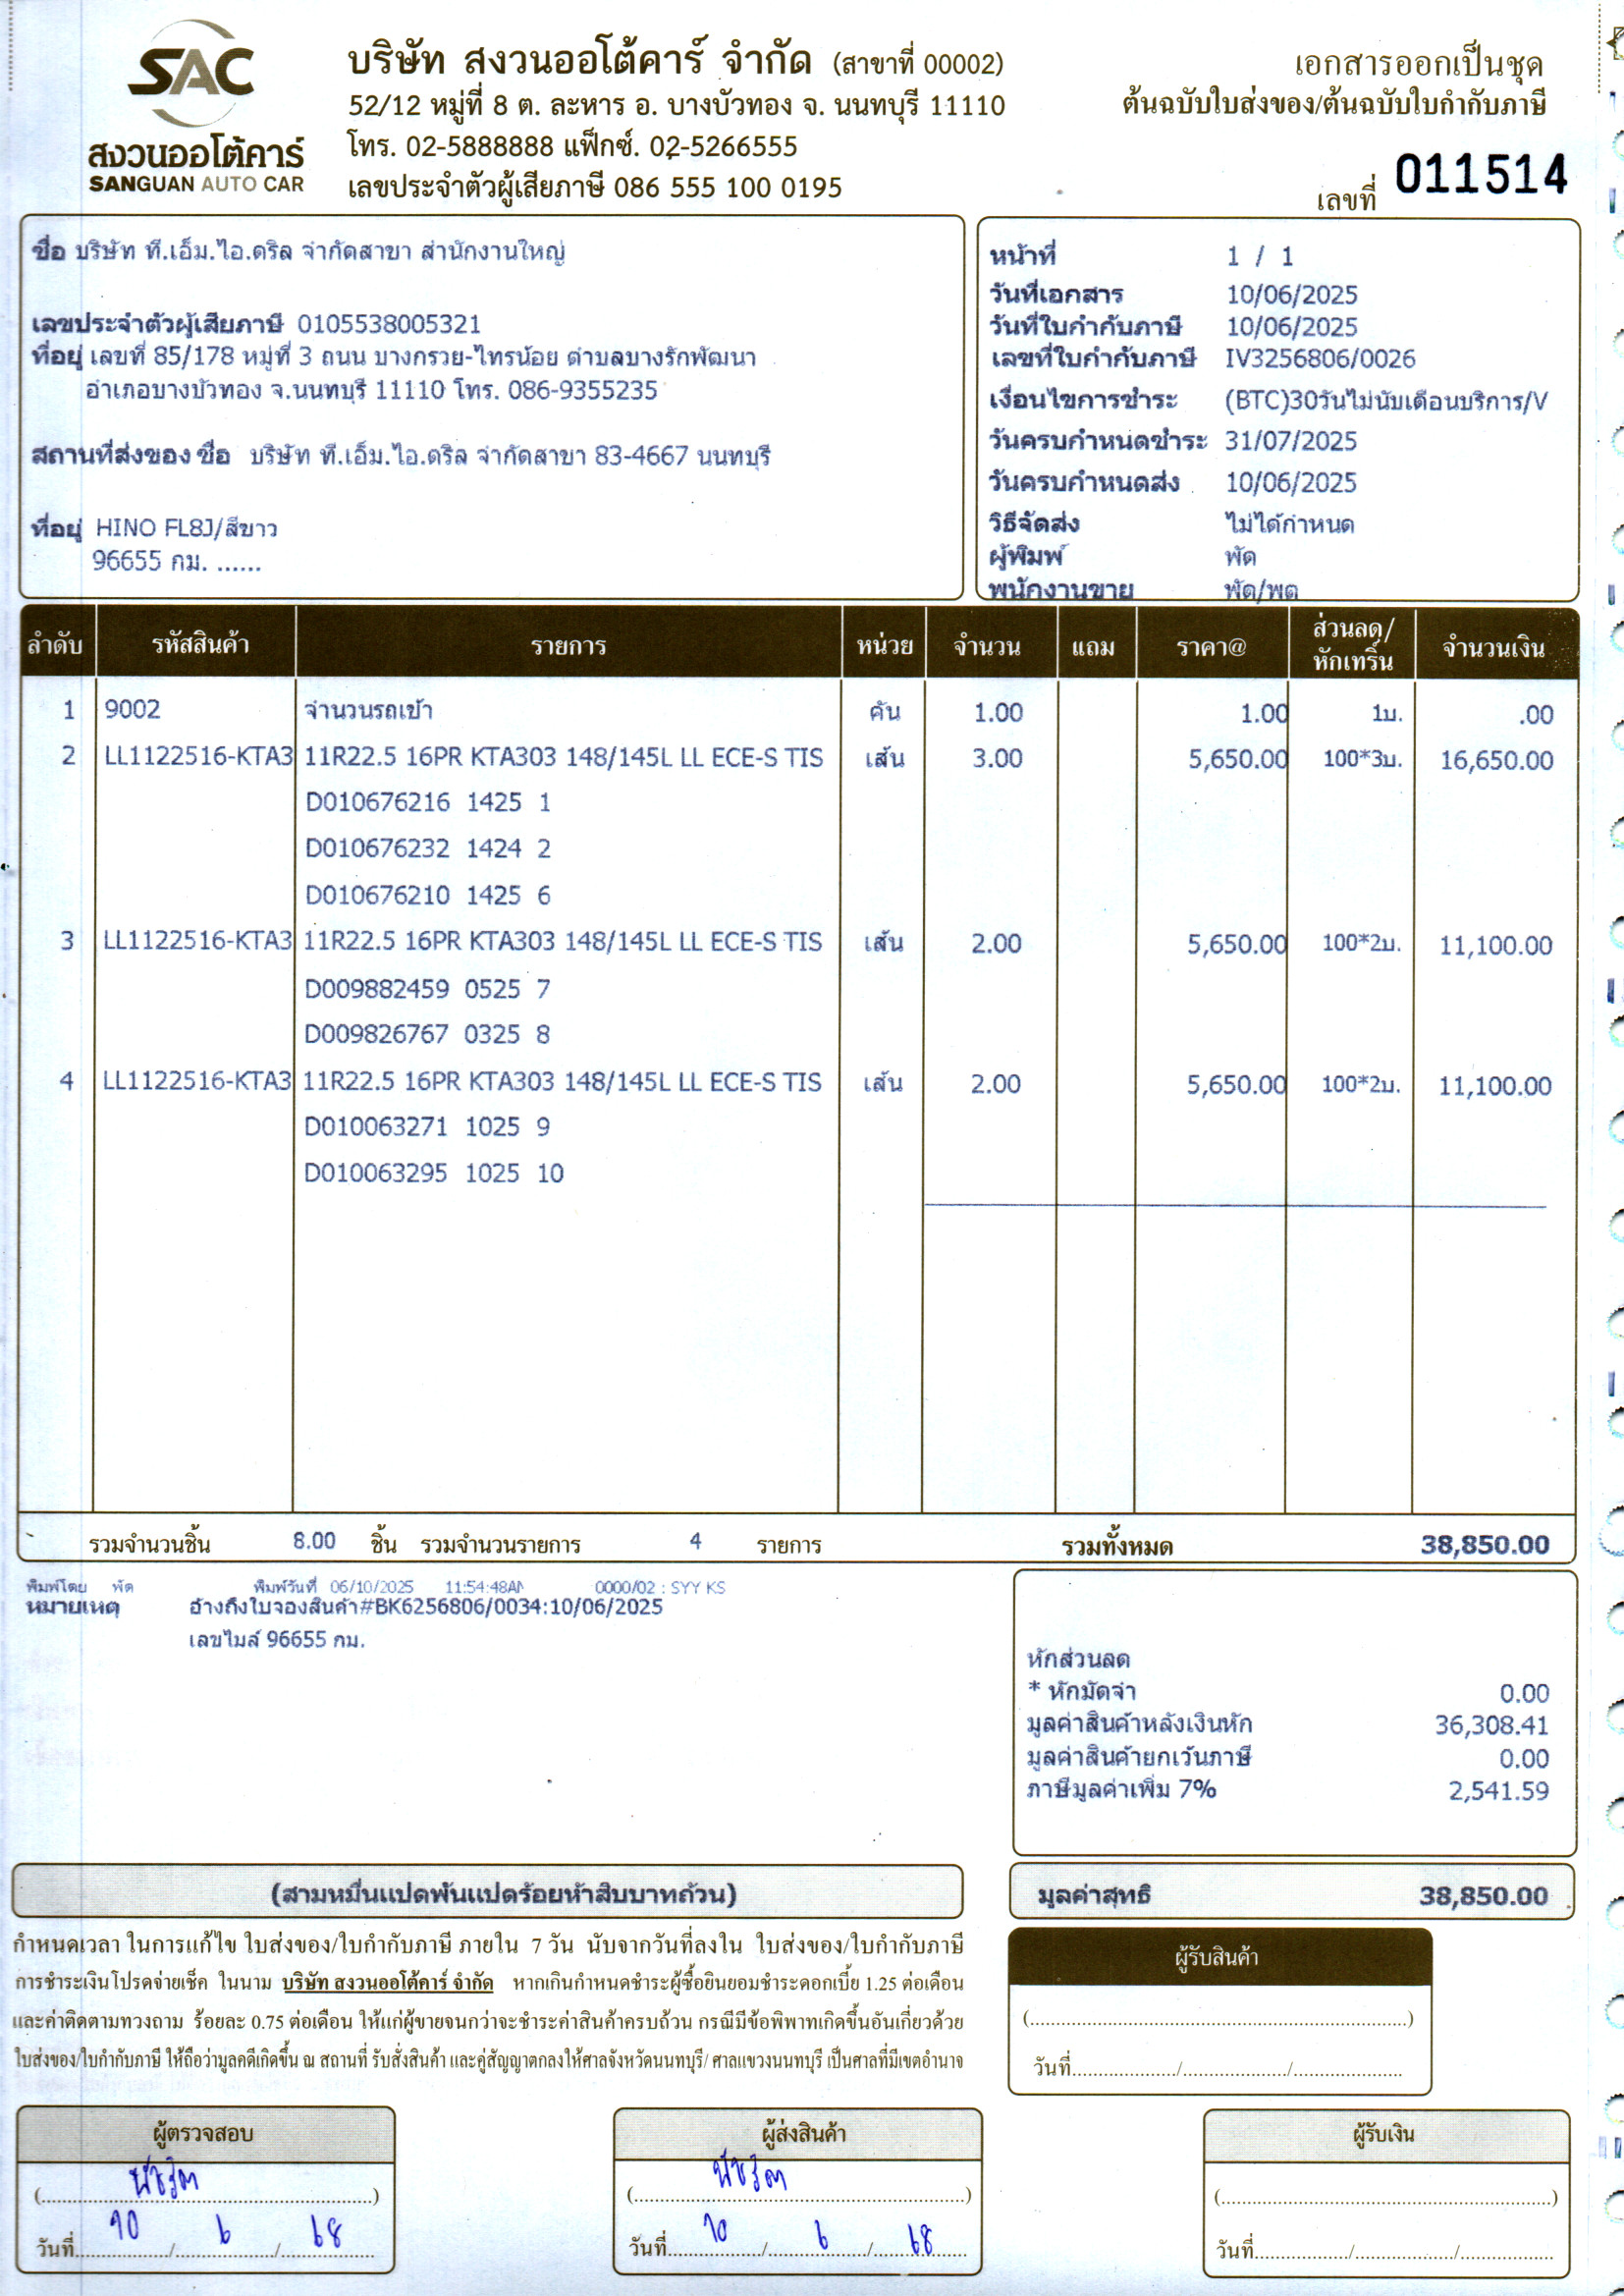 SAC
สงวนออโต้คาร์
SANGUAN AUTO CAR
บริษัท สงวนออโต้คาร์ จำกัด (สาขาที่ 00002)
52/12 หมู่ที่ 8 ต. ละหาร อ. บางบัวทอง จ. นนทบุรี 11110
โทร. 02-5888888 แฟ็กซ์. 02-5266555
เลขประจำตัวผู้เสียภาษี 086 555 100 0195
เอกสารออกเป็นชุด
ต้นฉบับใบส่งของ/ต้นฉบับใบกำกับภาษี
เลขที่ 011514
ชื่อ บริษัท ที.เอ็ม.ไอ.ดริล จำกัดสาขา สำนักงานใหญ่
เลขประจำตัวผู้เสียภาษี 0105538005321
ที่อยู่ เลขที่ 85/178 หมู่ที่ 3 ถนน บางกรวย-ไทรน้อย ตำบลบางรักพัฒนา
อำเภอบางบัวทอง จ.นนทบุรี 11110 โทร. 086-9355235
สถานที่ส่งของ ชื่อ บริษัท ที.เอ็ม.ไอ.ดริล จำกัดสาขา 83-4667 นนทบุรี
ที่อยู่ HINO FL8J/สีขาว
96655 กม. ......
หน้าที่ 1 / 1
วันที่เอกสาร 10/06/2025
วันที่ใบกำกับภาษี 10/06/2025
เลขที่ใบกำกับภาษี IV3256806/0026
เงื่อนไขการชำระ (BTC)30วันไม่นับเดือนบริการ/V
วันครบกำหนดชำระ 31/07/2025
วันครบกำหนดส่ง 10/06/2025
วิธีจัดส่ง ไม่ได้กำหนด
ผู้พิมพ์ พัด
พนักงานขาย พัด/พต
ลำดับ รหัสสินค้า รายการ หน่วย จำนวน แถม ราคา@ ส่วนลด/หักเทริ์น จำนวนเงิน
1 9002 จำนวนรถเข้า คัน 1.00 1.00 1บ. .00
2 LL1122516-KTA3 11R22.5 16PR KTA303 148/145L LL ECE-S TIS เส้น 3.00 5,650.00 100*3บ. 16,650.00
D010676216 1425 1
D010676232 1424 2
D010676210 1425 6
3 LL1122516-KTA3 11R22.5 16PR KTA303 148/145L LL ECE-S TIS เส้น 2.00 5,650.00 100*2บ. 11,100.00
D009882459 0525 7
D009826767 0325 8
4 LL1122516-KTA3 11R22.5 16PR KTA303 148/145L LL ECE-S TIS เส้น 2.00 5,650.00 100*2บ. 11,100.00
D010063271 1025 9
D010063295 1025 10
รวมจำนวนชิ้น 8.00 ชิ้น รวมจำนวนรายการ 4 รายการ รวมทั้งหมด 38,850.00
พิมพ์โดย พัด พิมพ์วันที่ 06/10/2025 11:54:48AM 0000/02 : SYY KS
หมายเหตุ อ้างถึงใบจองสินค้า#BK6256806/0034:10/06/2025
เลขไมล์ 96655 กม.
หักส่วนลด
* หักมัดจำ 0.00
มูลค่าสินค้าหลังเงินหัก 36,308.41
มูลค่าสินค้ายกเว้นภาษี 0.00
ภาษีมูลค่าเพิ่ม 7% 2,541.59
(สามหมื่นแปดพันแปดร้อยห้าสิบบาทถ้วน)
มูลค่าสุทธิ 38,850.00
กำหนดเวลา ในการแก้ไข ใบส่งของ/ใบกำกับภาษี ภายใน 7 วัน นับจากวันที่ลงใน ใบส่งของ/ใบกำกับภาษี
การชำระเงินโปรดจ่ายเช็ค ในนาม บริษัท สงวนออโต้คาร์ จำกัด หากเกินกำหนดชำระผู้ซื้อยินยอมชำระดอกเบี้ย 1.25 ต่อเดือน
และค่าติดตามทวงถาม ร้อยละ 0.75 ต่อเดือน ให้แก่ผู้ขายจนกว่าจะชำระค่าสินค้าครบถ้วน กรณีมีข้อพิพาทเกิดขึ้นอันเกี่ยวด้วย
ใบส่งของ/ใบกำกับภาษี ให้ถือว่ามูลคดีเกิดขึ้น ณ สถานที่ รับสั่งสินค้า และคู่สัญญาตกลงให้ศาลจังหวัดนนทบุรี/ ศาลแขวงนนทบุรี เป็นศาลที่มีเขตอำนาจ
ผู้รับสินค้า
(..........)
วันที่........../........../..........
ผู้ตรวจสอบ
วันที่ 10 / 6 / 68
ผู้ส่งสินค้า
วันที่ 10 / 6 / 68
ผู้รับเงิน
(..........)
วันที่........../........../..........